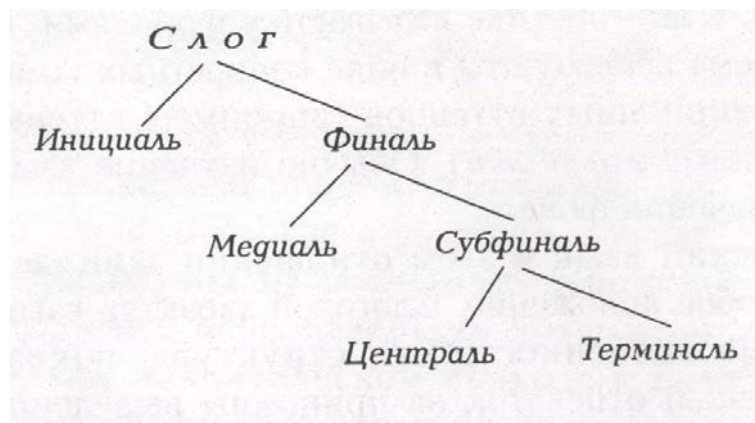 Слог
Инициаль Финаль
Медиаль Субфиналь
Централь Терминаль